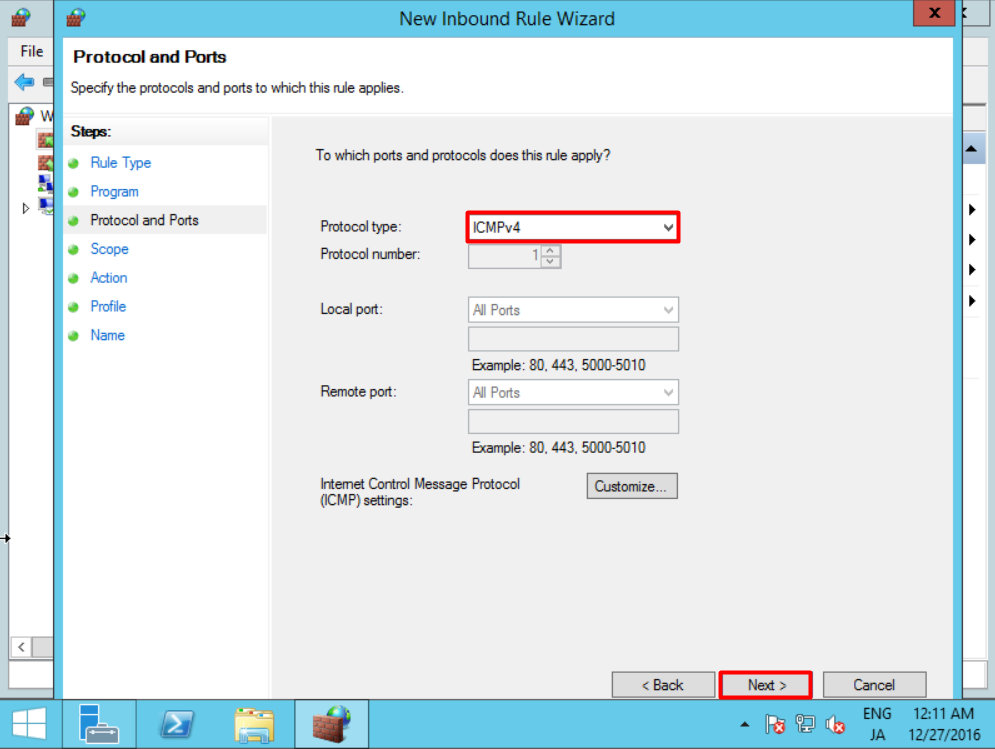 New Inbound Rule Wizard
x
File
Protocol and Ports
Specify the protocols and ports to which this rule applies.
W
Steps:
Rule Type
Program
Protocol and Ports
Scope
Action
Profile
Name
To which ports and protocols does this rule apply?
Protocol type:
ICMPv4
Protocol number:
1
Local port:
All Ports
Example: 80, 443, 5000-5010
Remote port:
All Ports
Example: 80, 443, 5000-5010
Internet Control Message Protocol
(ICMP) settings:
Customize...
< Back
Next >
Cancel
ENG
JA
12:11 AM
12/27/2016